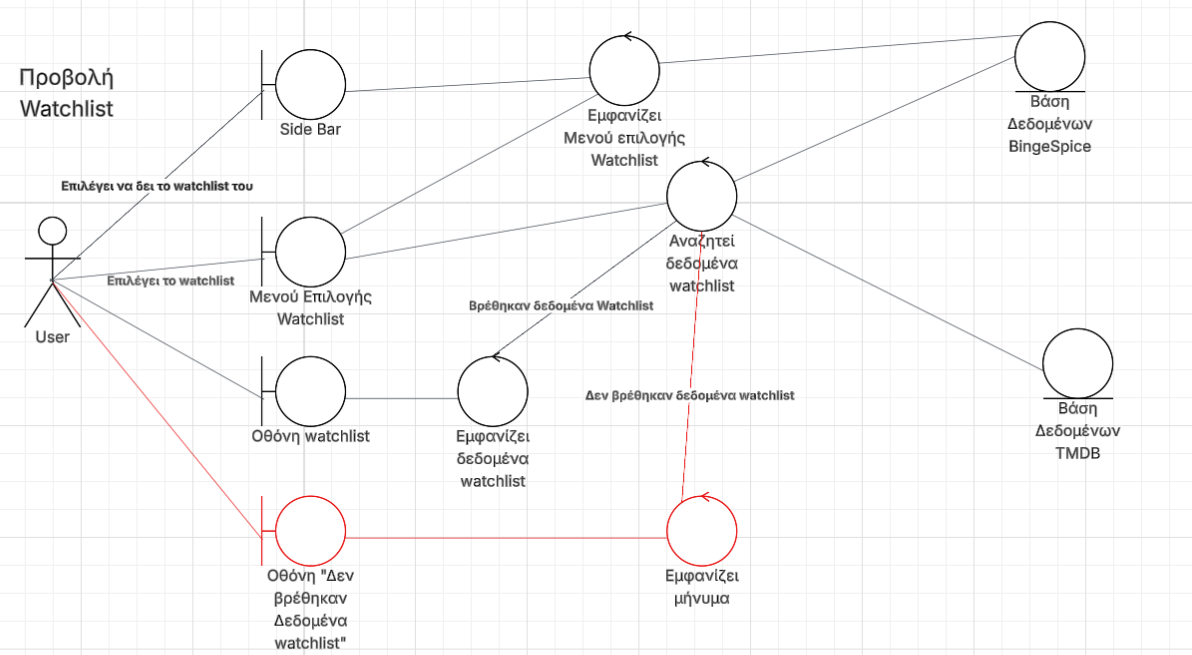 Προβολή
Watchlist
Side Bar
Εμφανίζει
Μενού επιλογής
Watchlist
Βάση
Δεδομένων
BingeSpice
Επιλέγει να δει το watchlist του
Αναζητεί
δεδομένα
watchlist
Επιλέγει το watchlist
Μενού Επιλογής
Watchlist
User
Βρέθηκαν δεδομένα Watchlist
Δεν βρέθηκαν δεδομένα watchlist
Οθόνη watchlist
Εμφανίζει
δεδομένα
watchlist
Βάση
Δεδομένων
TMDB
Οθόνη "Δεν
βρέθηκαν
Δεδομένα
watchlist"
Εμφανίζει
μήνυμα